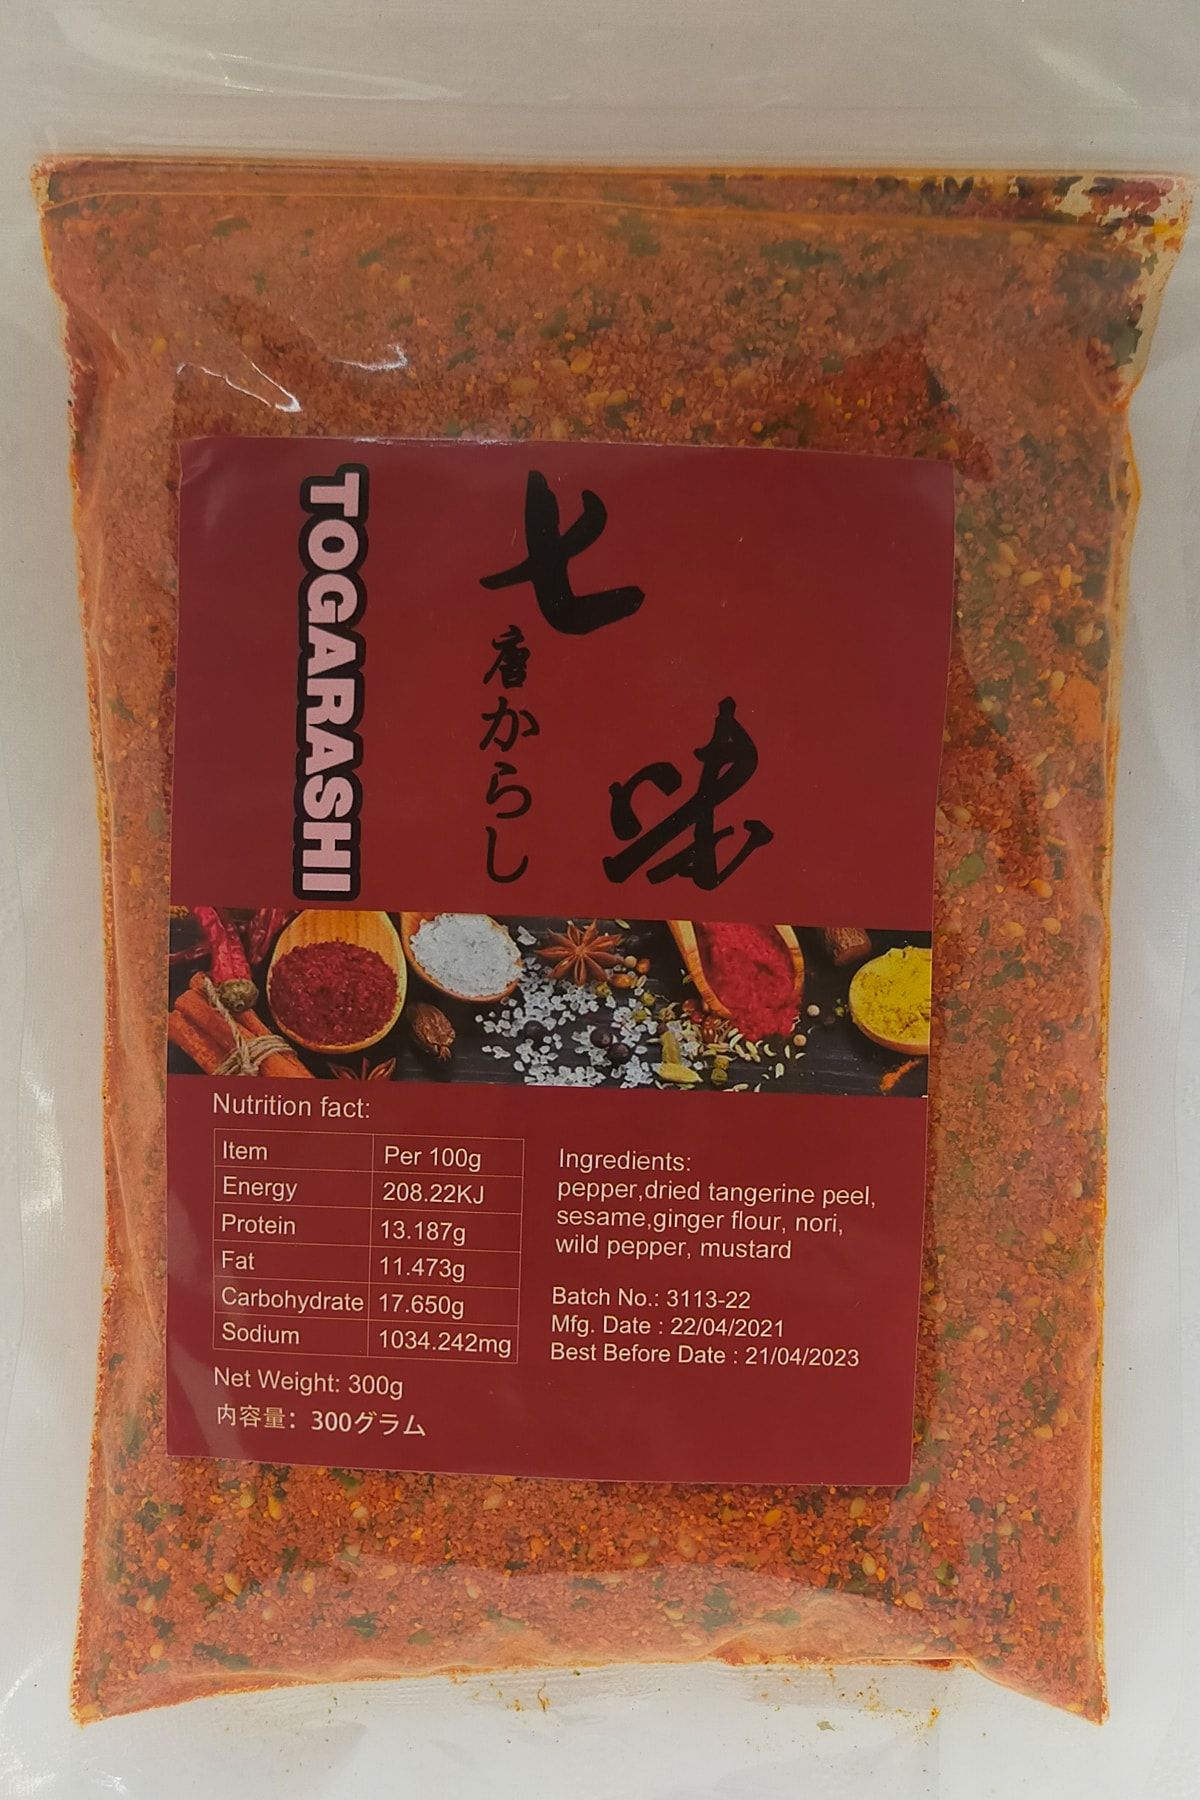 TOGARASHI
七味
唐からし
Nutrition fact:
Item Per 100g
Energy 208.22KJ
Protein 13.187g
Fat 11.473g
Carbohydrate 17.650g
Sodium 1034.242mg
Net Weight: 300g
内容量： 300グラム
Ingredients:
pepper,dried tangerine peel,
sesame,ginger flour, nori,
wild pepper, mustard
Batch No.: 3113-22
Mfg. Date : 22/04/2021
Best Before Date : 21/04/2023